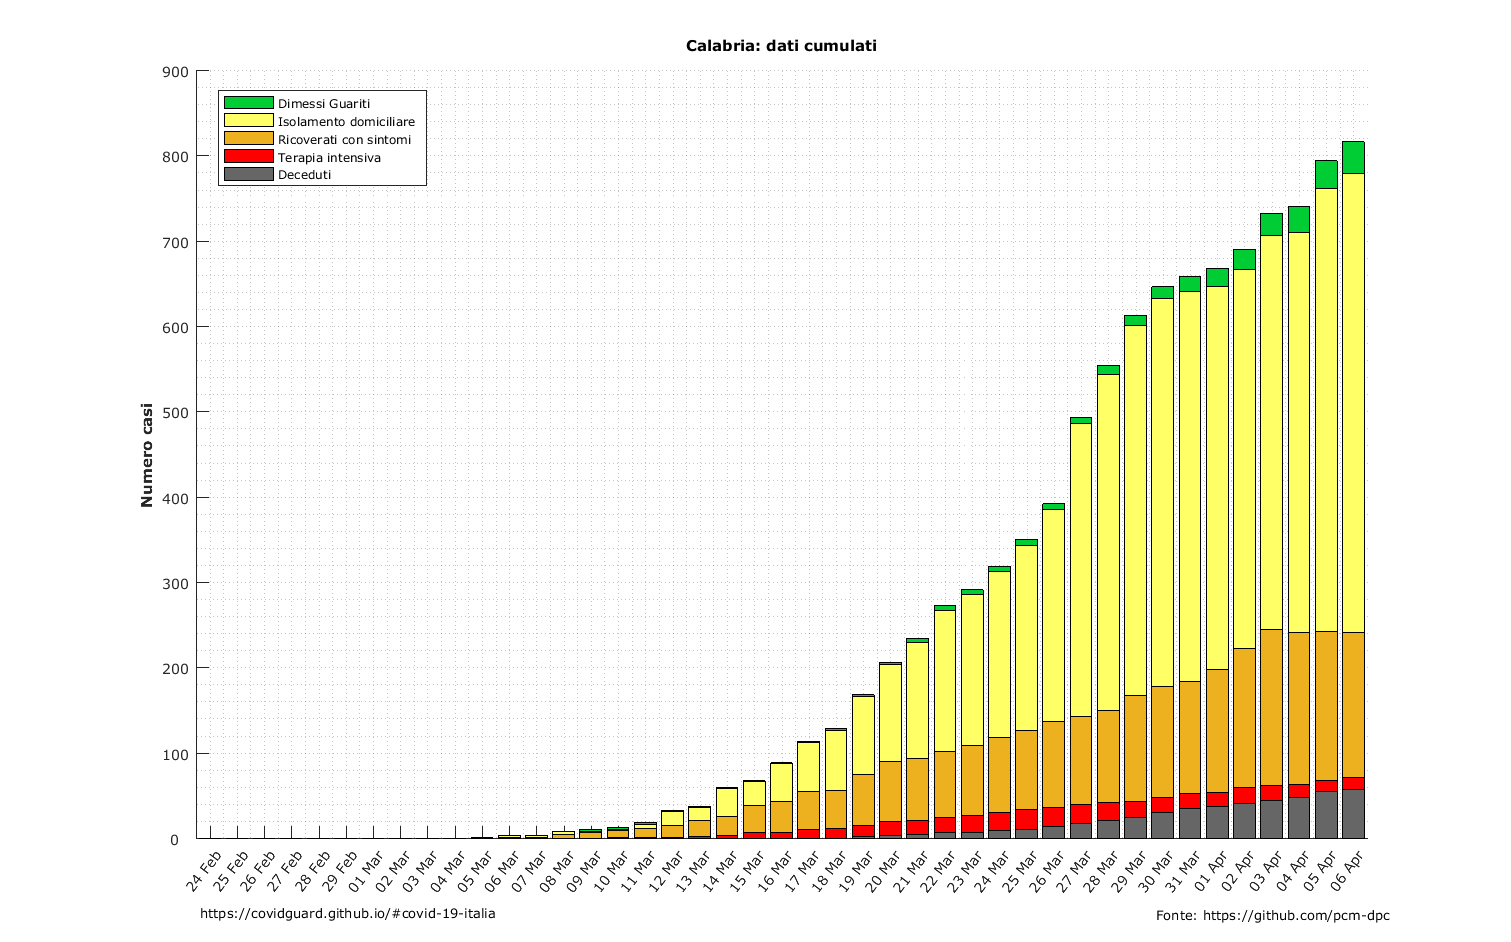 Calabria: dati cumulati
900
800
700
600
500
400
300
200
100
0
Numero casi
Dimessi Guariti
Isolamento domiciliare
Ricoverati con sintomi
Terapia intensiva
Deceduti
24 Feb
25 Feb
26 Feb
27 Feb
28 Feb
29 Feb
01 Mar
02 Mar
03 Mar
04 Mar
05 Mar
06 Mar
07 Mar
08 Mar
09 Mar
10 Mar
11 Mar
12 Mar
13 Mar
14 Mar
15 Mar
16 Mar
17 Mar
18 Mar
19 Mar
20 Mar
21 Mar
22 Mar
23 Mar
24 Mar
25 Mar
26 Mar
27 Mar
28 Mar
29 Mar
30 Mar
31 Mar
01 Apr
02 Apr
03 Apr
04 Apr
05 Apr
06 Apr
https://covidguard.github.io/#covid-19-italia
Fonte: https://github.com/pcm-dpc